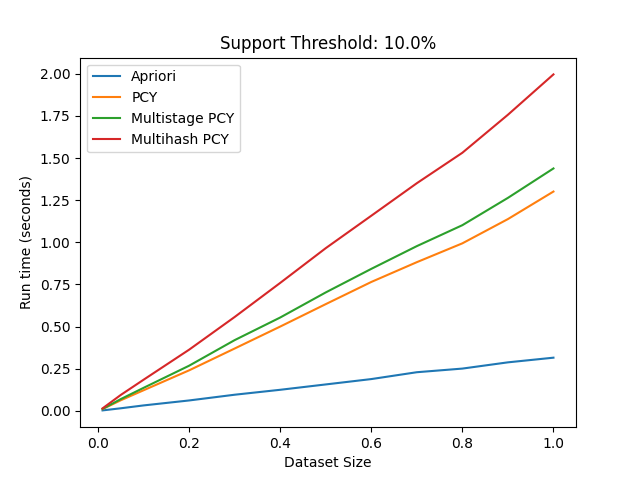 Support Threshold: 10.0%
Apriori
PCY
Multistage PCY
Multihash PCY
Run time (seconds)
2.00
1.75
1.50
1.25
1.00
0.75
0.50
0.25
0.00
0.0 0.2 0.4 0.6 0.8 1.0
Dataset Size